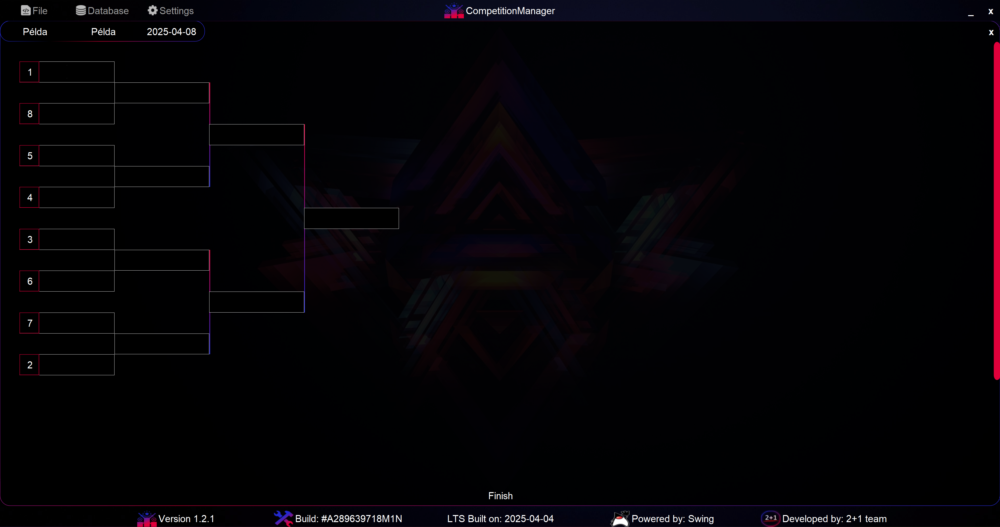 File Database Settings CompetitionManager _ x
Példa Példa 2025-04-08 x
1
8
5
4
3
6
7
2
Finish
Version 1.2.1 Build: #A289639718M1N LTS Built on: 2025-04-04 Powered by: Swing 2+1 Developed by: 2+1 team